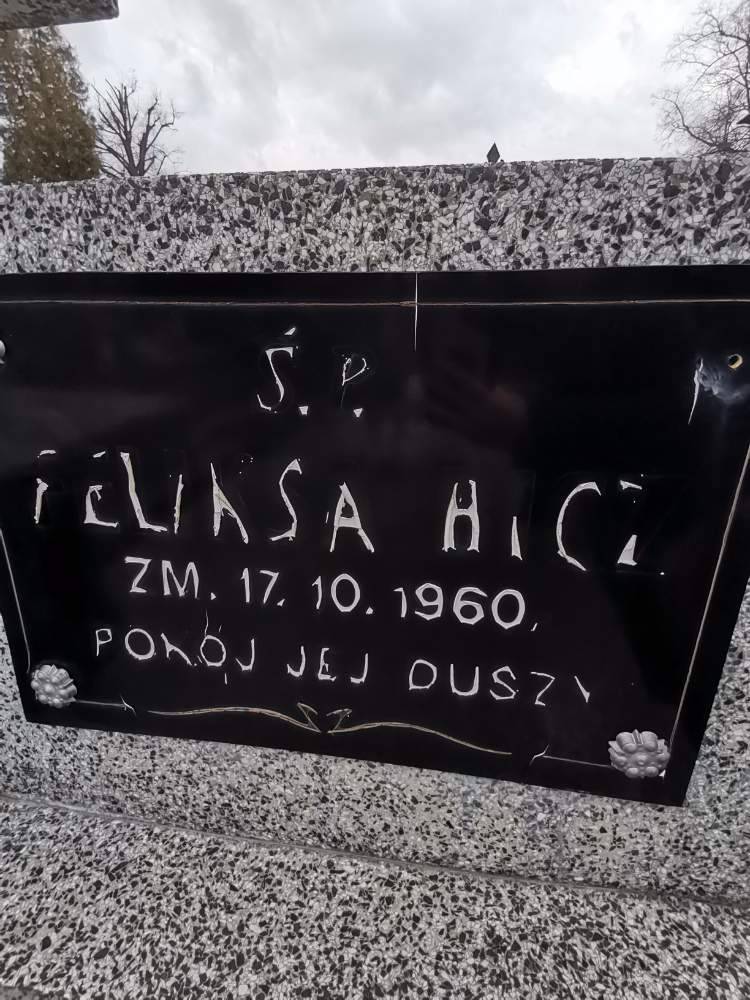 Ś.P.
FELIKSA HICZ
ZM. 17. 10. 1960.
POKÓJ JEJ DUSZY